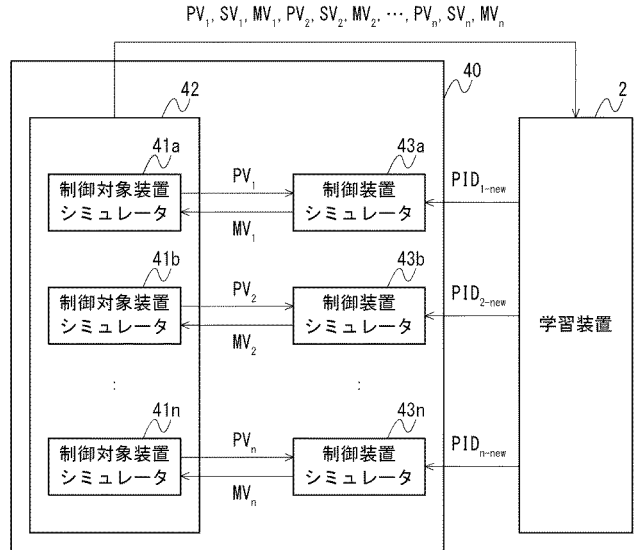 PV₁, SV₁, MV₁, PV₂, SV₂, MV₂, …, PVₙ, SVₙ, MVₙ
40
42
2
41a
43a
制御対象装置
シミュレータ
PV₁
MV₁
制御装置
シミュレータ
PID₁₋new
41b
43b
制御対象装置
シミュレータ
PV₂
MV₂
制御装置
シミュレータ
PID₂₋new
学習装置
:
:
41n
43n
制御対象装置
シミュレータ
PVₙ
MVₙ
制御装置
シミュレータ
PIDₙ₋new